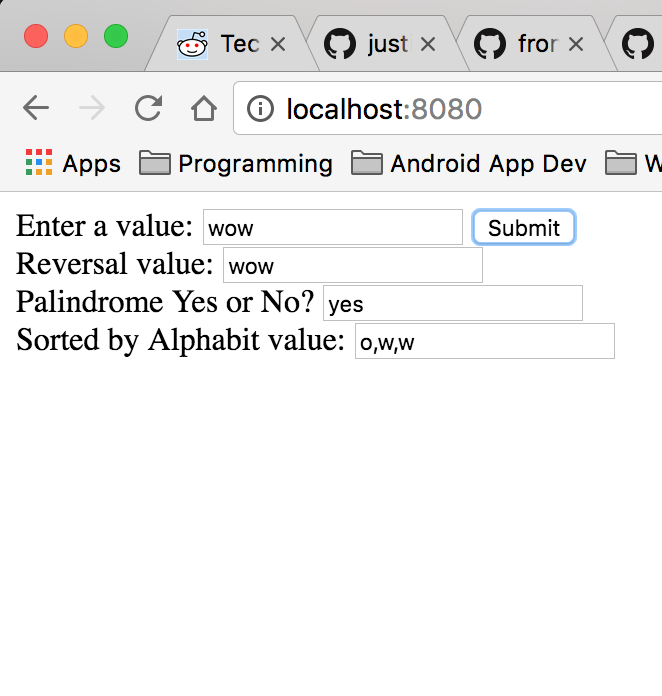 Tec just fror
localhost:8080
Apps Programming Android App Dev W
Enter a value: wow Submit
Reversal value: wow
Palindrome Yes or No? yes
Sorted by Alphabit value: o,w,w